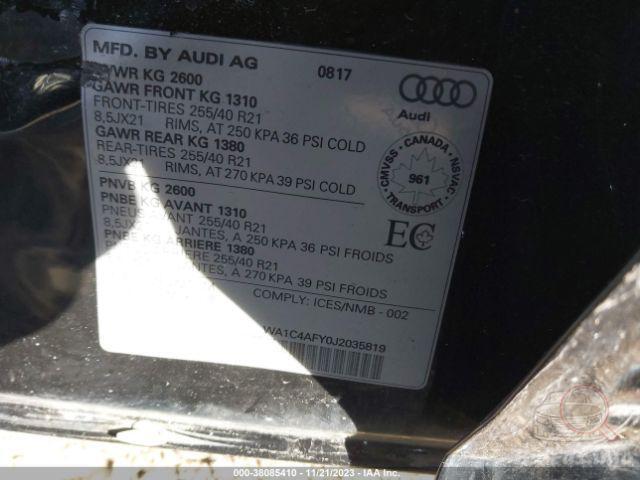 MFD. BY AUDI AG 0817
GVWR KG 2600
GAWR FRONT KG 1310
FRONT-TIRES 255/40 R21
8,5JX21 RIMS, AT 250 KPA 36 PSI COLD
GAWR REAR KG 1380
REAR-TIRES 255/40 R21
8,5JX21 RIMS, AT 270 KPA 39 PSI COLD
PNVB KG 2600
PNBE KG AVANT 1310
PNEUS AVANT 255/40 R21
8,5JX JANTES, A 250 KPA 36 PSI FROIDS
PNBE KG ARRIERE 1380
255/40 R21
A 270 KPA 39 PSI FROIDS
COMPLY: ICES/NMB - 002
WA1C4AFY0J2035819
Audi
CMVSS · CANADA · NSVAC
961
TRANSPORT
EC
000-38085410 - 11/21/2023 - IAA Inc.